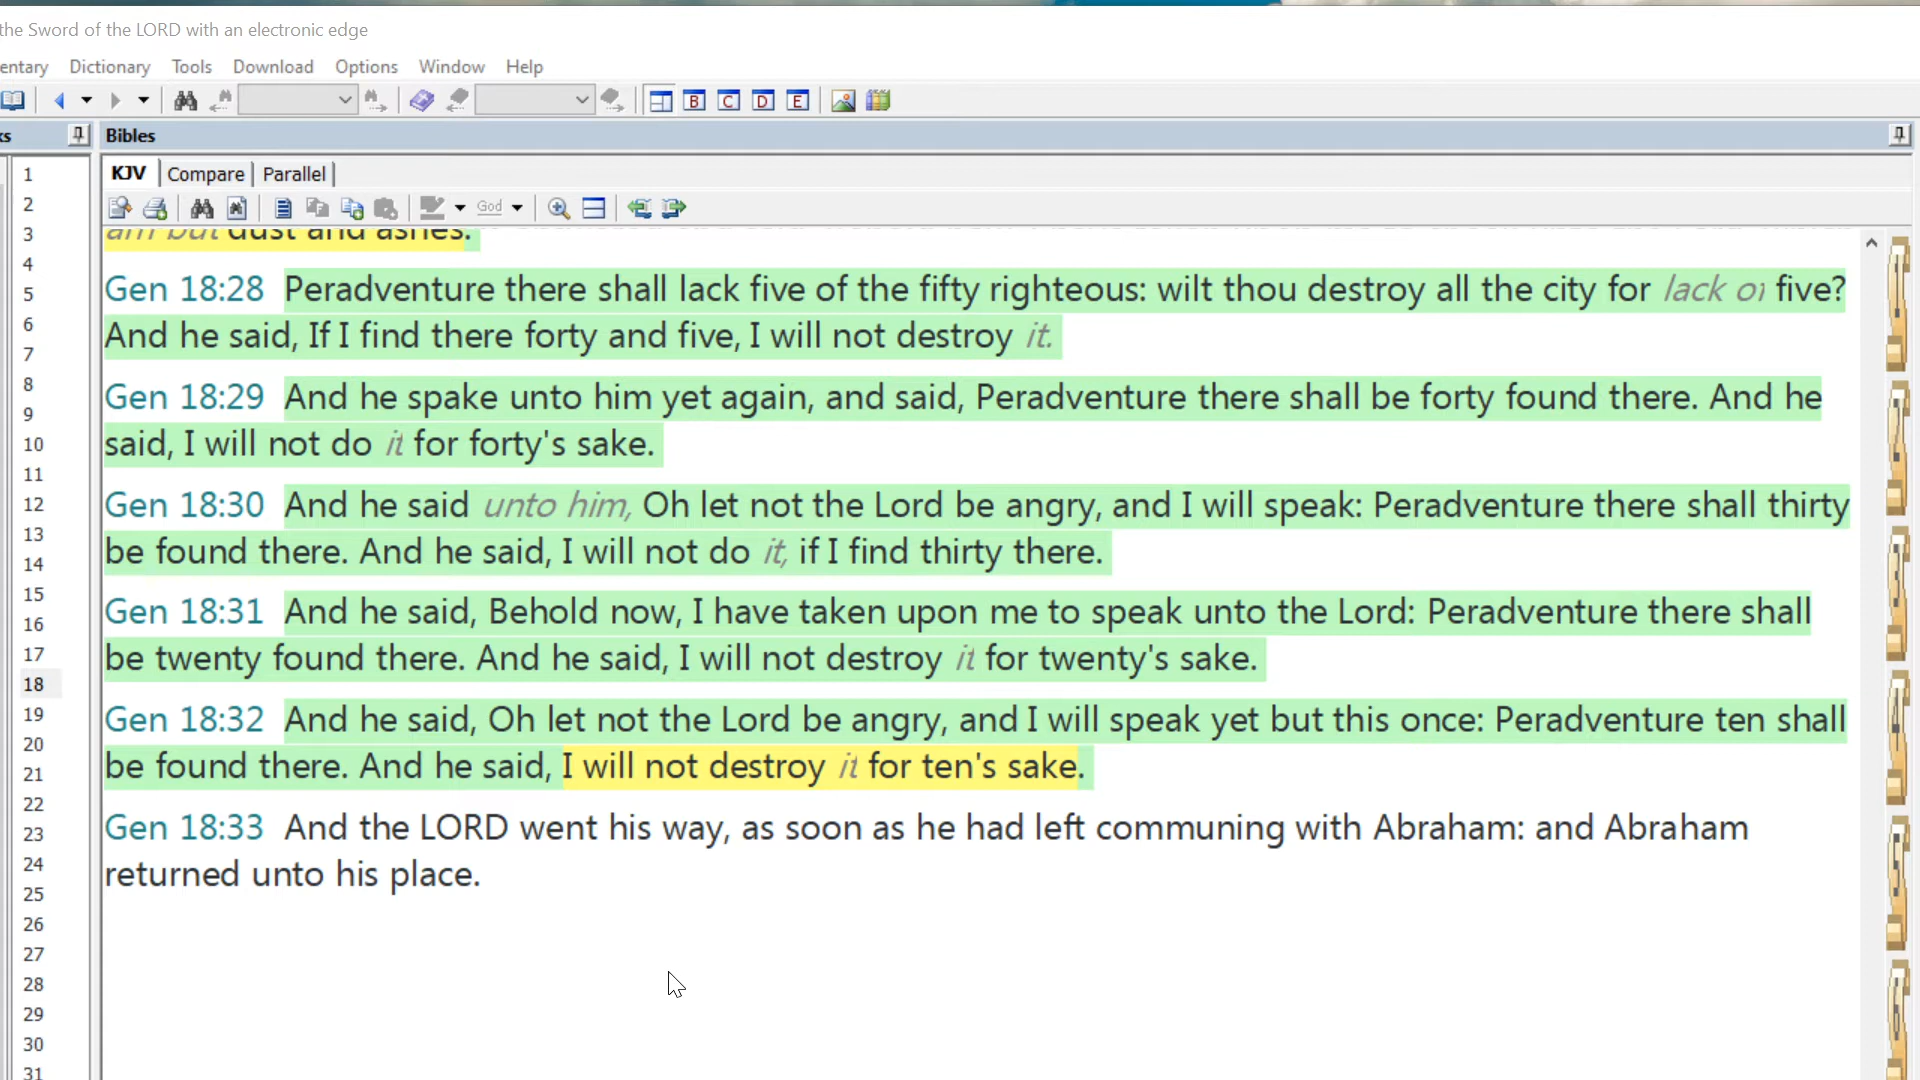 the Sword of the LORD with an electronic edge
entary Dictionary Tools Download Options Window Help
B C D E
ks Bibles
KJV Compare Parallel
God
am but dust and ashes.
Gen 18:28 Peradventure there shall lack five of the fifty righteous: wilt thou destroy all the city for lack of five?
And he said, If I find there forty and five, I will not destroy it.
Gen 18:29 And he spake unto him yet again, and said, Peradventure there shall be forty found there. And he
said, I will not do it for forty's sake.
Gen 18:30 And he said unto him, Oh let not the Lord be angry, and I will speak: Peradventure there shall thirty
be found there. And he said, I will not do it, if I find thirty there.
Gen 18:31 And he said, Behold now, I have taken upon me to speak unto the Lord: Peradventure there shall
be twenty found there. And he said, I will not destroy it for twenty's sake.
Gen 18:32 And he said, Oh let not the Lord be angry, and I will speak yet but this once: Peradventure ten shall
be found there. And he said, I will not destroy it for ten's sake.
Gen 18:33 And the LORD went his way, as soon as he had left communing with Abraham: and Abraham
returned unto his place.
1
2
3
4
5
6
7
8
9
10
11
12
13
14
15
16
17
18
19
20
21
22
23
24
25
26
27
28
29
30
31